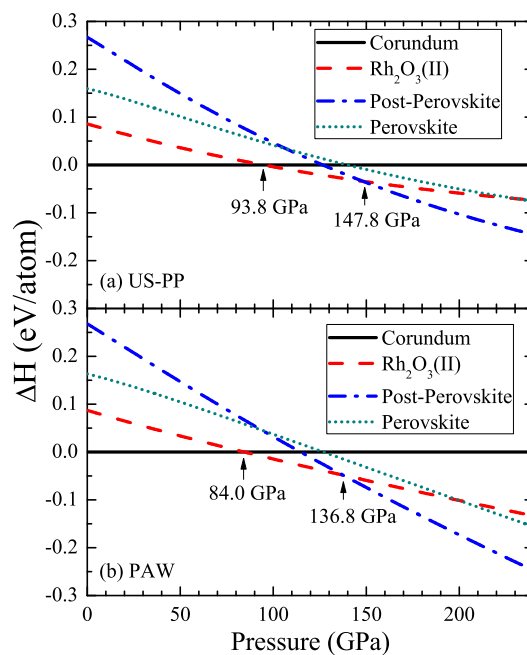 0.3
0.2
0.1
0.0
-0.1
-0.2
0.3
0.2
0.1
0.0
-0.1
-0.2
-0.3
ΔH (eV/atom)
Corundum
Rh₂O₃(II)
Post-Perovskite
Perovskite
93.8 GPa
147.8 GPa
(a) US-PP
Corundum
Rh₂O₃(II)
Post-Perovskite
Perovskite
84.0 GPa
136.8 GPa
(b) PAW
0 50 100 150 200
Pressure (GPa)